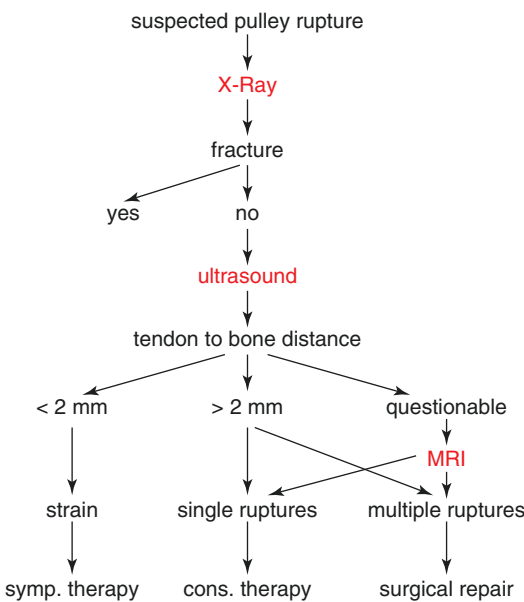 suspected pulley rupture
X-Ray
fracture
yes
no
ultrasound
tendon to bone distance
< 2 mm
> 2 mm
questionable
MRI
strain
single ruptures
multiple ruptures
symp. therapy
cons. therapy
surgical repair